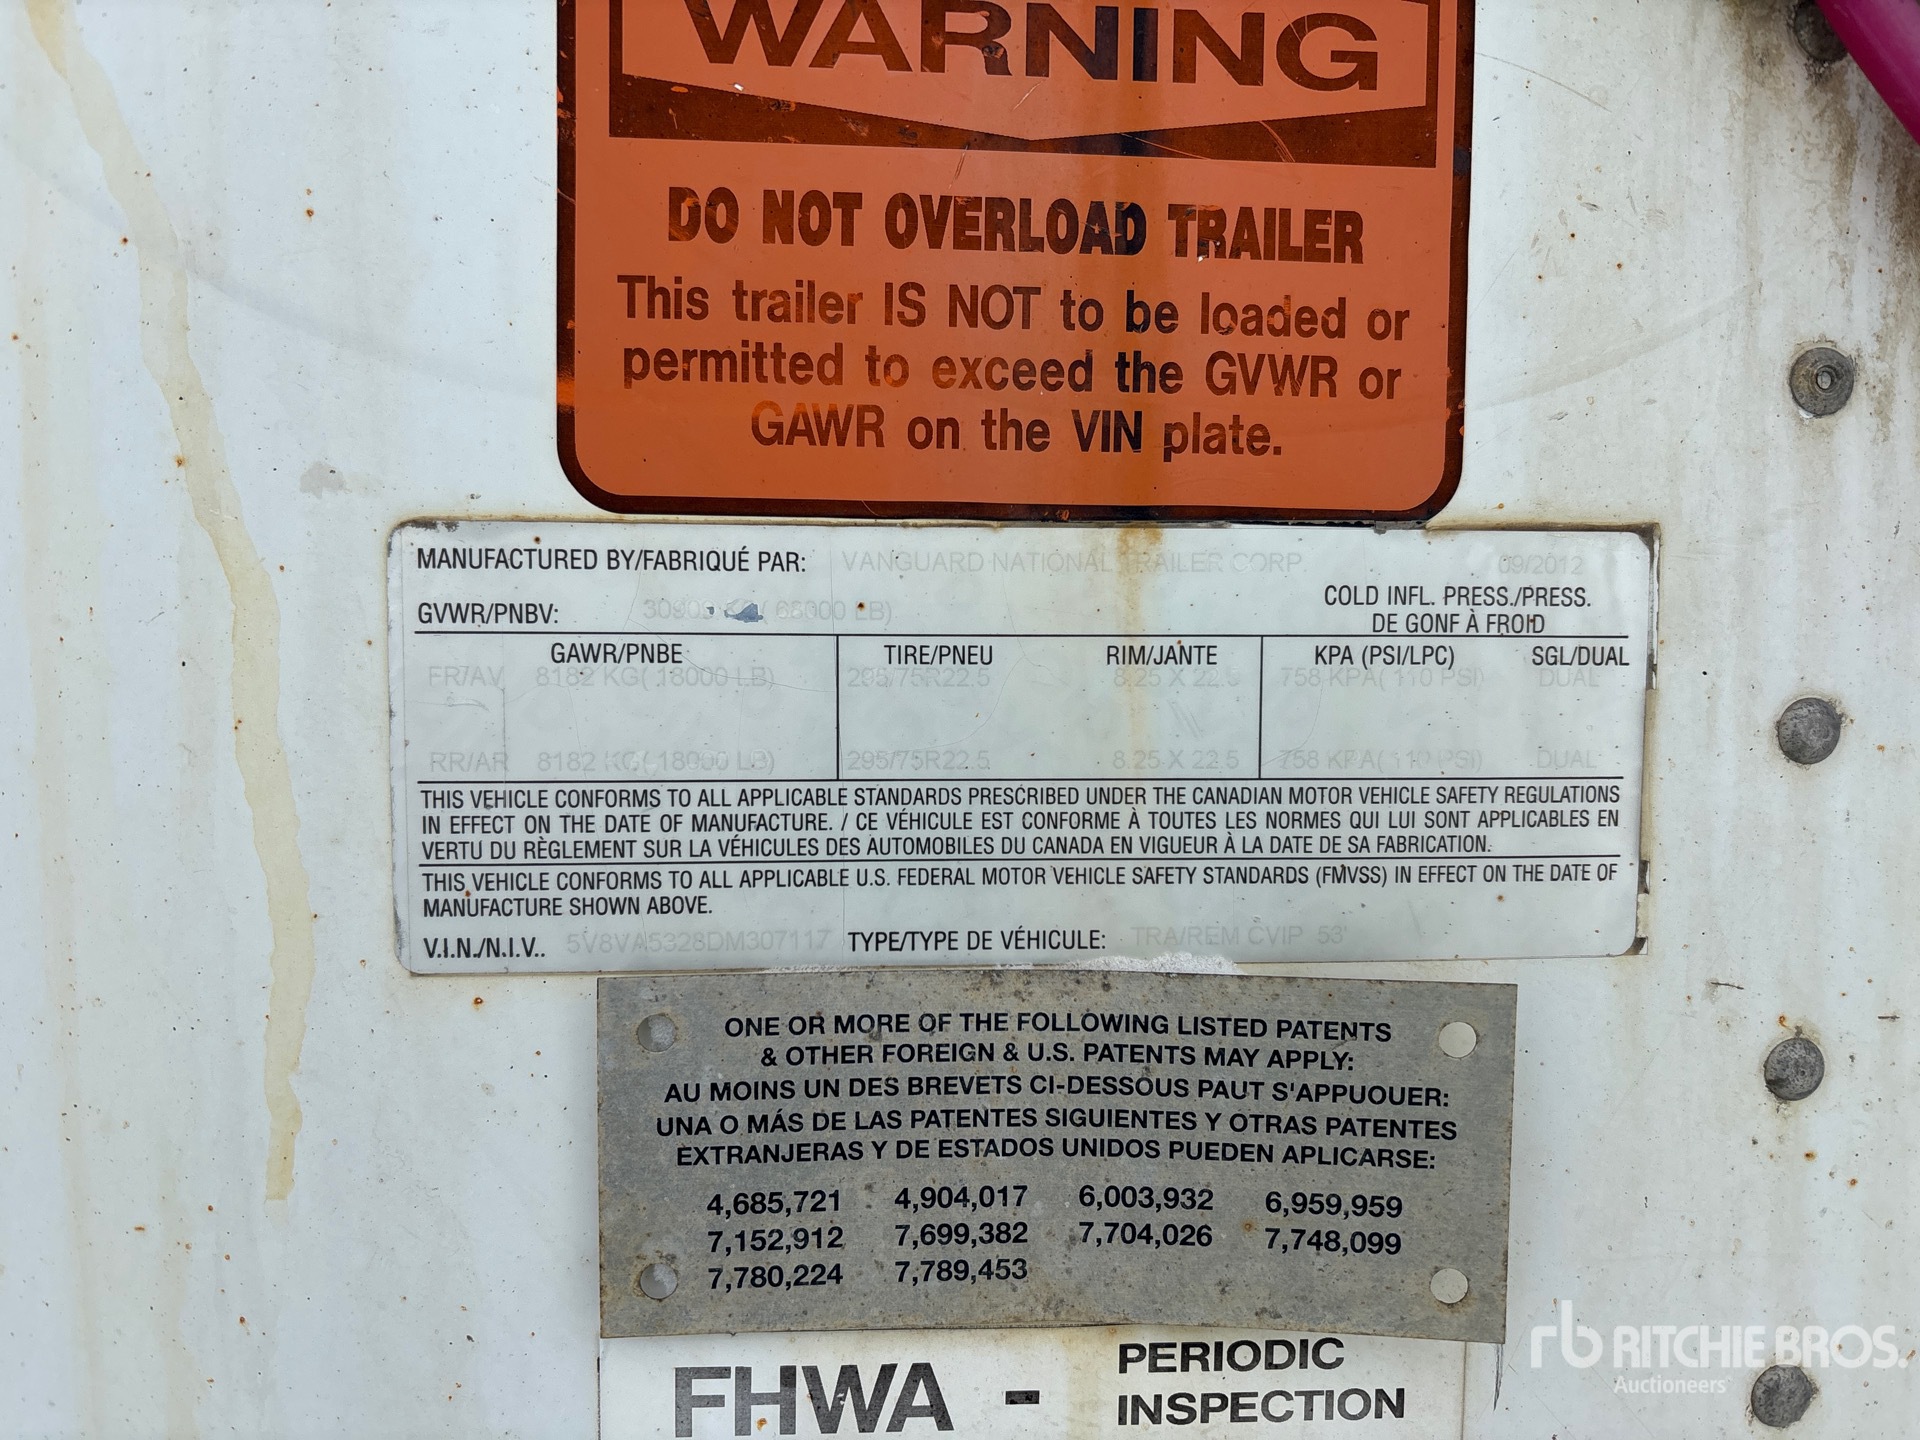 WARNING
DO NOT OVERLOAD TRAILER
This trailer IS NOT to be loaded or
permitted to exceed the GVWR or
GAWR on the VIN plate.
MANUFACTURED BY/FABRIQUÉ PAR: VANGUARD NATIONAL TRAILER CORP. 09/2012
GVWR/PNBV: ( 68000 LB)
COLD INFL. PRESS./PRESS.
DE GONF À FROID
GAWR/PNBE TIRE/PNEU RIM/JANTE KPA (PSI/LPC) SGL/DUAL
FR/AV 8182 KG( 18000 LB) 295/75R22.5 8.25 X 22.5 758 KPA( 110 PSI) DUAL
RR/AR 8182 KG( 18000 LB) 295/75R22.5 8.25 X 22.5 758 KPA( 110 PSI) DUAL
THIS VEHICLE CONFORMS TO ALL APPLICABLE STANDARDS PRESCRIBED UNDER THE CANADIAN MOTOR VEHICLE SAFETY REGULATIONS
IN EFFECT ON THE DATE OF MANUFACTURE. / CE VÉHICULE EST CONFORME À TOUTES LES NORMES QUI LUI SONT APPLICABLES EN
VERTU DU RÈGLEMENT SUR LA VÉHICULES DES AUTOMOBILES DU CANADA EN VIGUEUR À LA DATE DE SA FABRICATION.
THIS VEHICLE CONFORMS TO ALL APPLICABLE U.S. FEDERAL MOTOR VEHICLE SAFETY STANDARDS (FMVSS) IN EFFECT ON THE DATE OF
MANUFACTURE SHOWN ABOVE.
V.I.N./N.I.V.. 5V8VA5328DM307117 TYPE/TYPE DE VÉHICULE: TRA/REM CVIP 53'
ONE OR MORE OF THE FOLLOWING LISTED PATENTS
& OTHER FOREIGN & U.S. PATENTS MAY APPLY:
AU MOINS UN DES BREVETS CI-DESSOUS PAUT S'APPUOUER:
UNA O MÁS DE LAS PATENTES SIGUIENTES Y OTRAS PATENTES
EXTRANJERAS Y DE ESTADOS UNIDOS PUEDEN APLICARSE:
4,685,721 4,904,017 6,003,932 6,959,959
7,152,912 7,699,382 7,704,026 7,748,099
7,780,224 7,789,453
FHWA - PERIODIC
INSPECTION
rb RITCHIE BROS.
Auctioneers